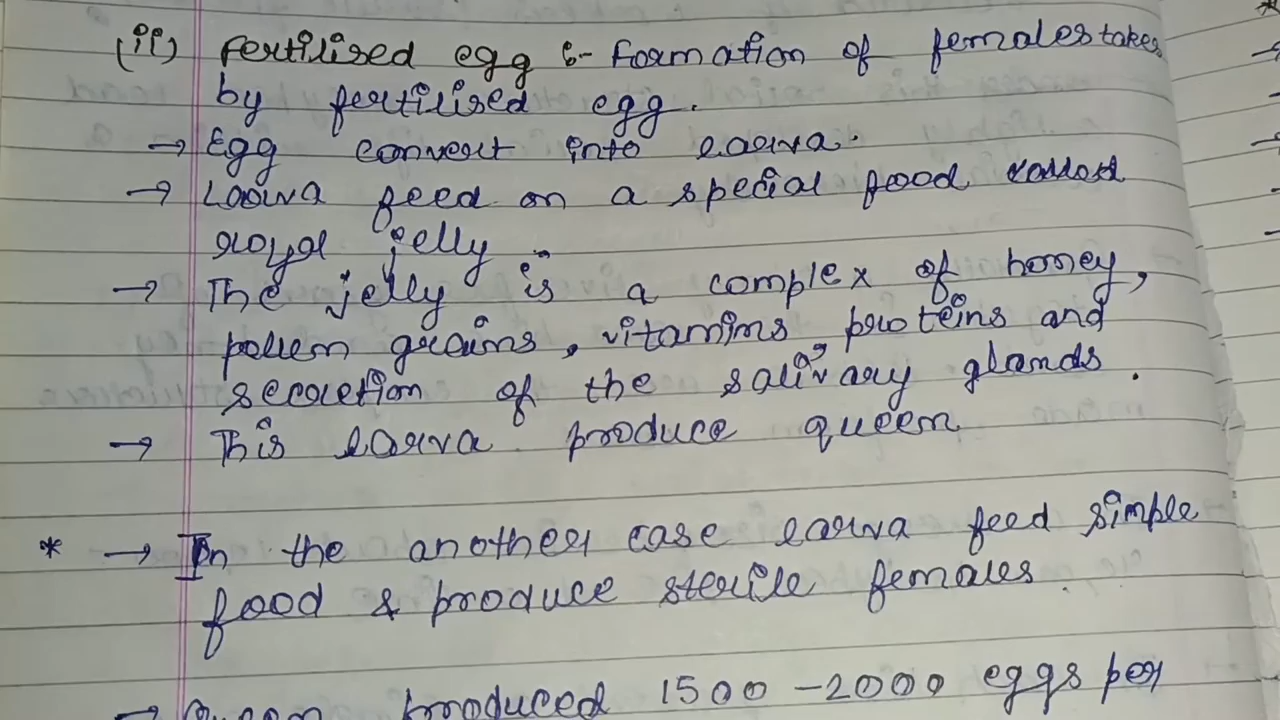 (ii) Fertilised egg :- Formation of females takes
by fertilised egg.
→ Egg convert into larva.
→ Larva feed on a special food called
royal jelly.
→ The jelly is a complex of honey,
pollen grains, vitamins, proteins and
secretion of the salivary glands.
→ This larva produce queen
* → In the another case larva feed simple
food & produce sterile females.
→ Queen produced 1500-2000 eggs per